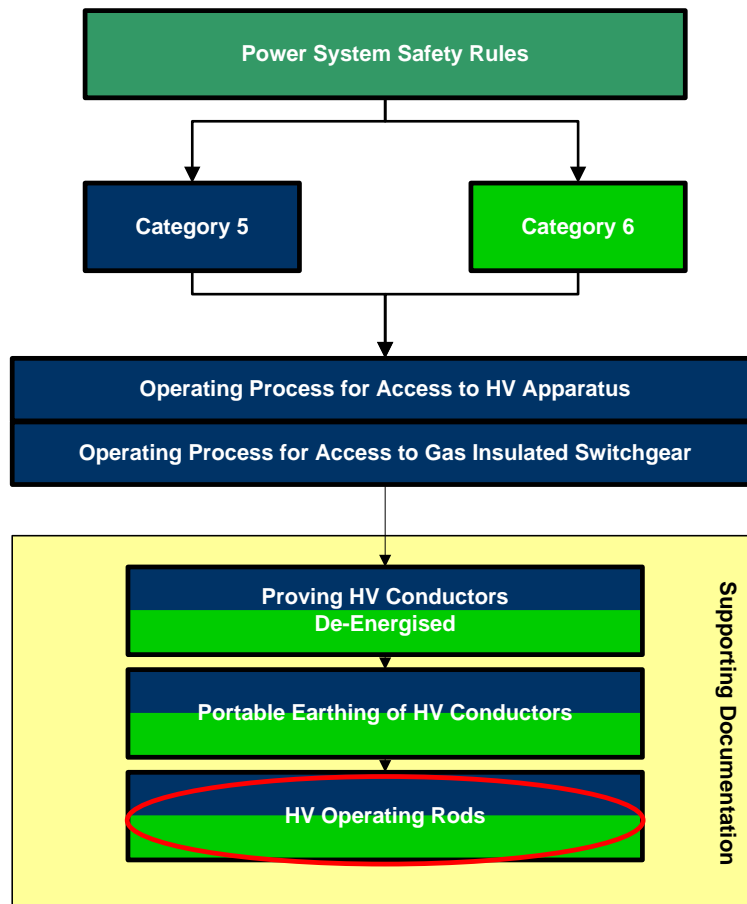 Power System Safety Rules
Category 5
Category 6
Operating Process for Access to HV Apparatus
Operating Process for Access to Gas Insulated Switchgear
Proving HV Conductors
De-Energised
Portable Earthing of HV Conductors
HV Operating Rods
Supporting Documentation